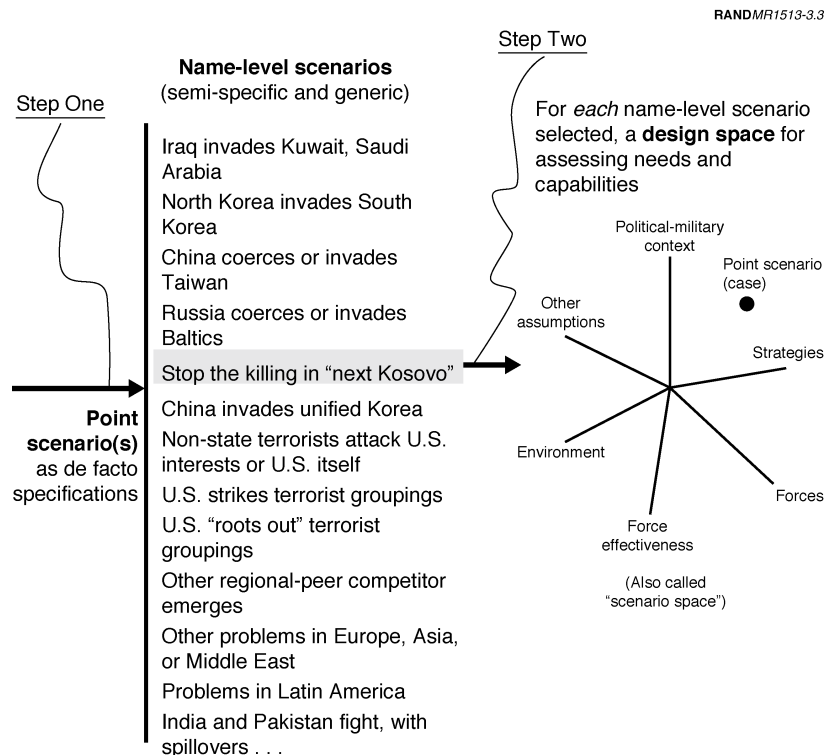 RANDMR1513-3.3
Step One
Name-level scenarios
(semi-specific and generic)
Step Two
For each name-level scenario
selected, a design space for
assessing needs and
capabilities
Iraq invades Kuwait, Saudi
Arabia
North Korea invades South
Korea
China coerces or invades
Taiwan
Russia coerces or invades
Baltics
Stop the killing in “next Kosovo”
China invades unified Korea
Non-state terrorists attack U.S.
interests or U.S. itself
U.S. strikes terrorist groupings
U.S. “roots out” terrorist
groupings
Other regional-peer competitor
emerges
Other problems in Europe, Asia,
or Middle East
Problems in Latin America
India and Pakistan fight, with
spillovers . . .
Point
scenario(s)
as de facto
specifications
Political-military
context
Point scenario
(case)
Other
assumptions
Strategies
Environment
Forces
Force
effectiveness
(Also called
“scenario space”)